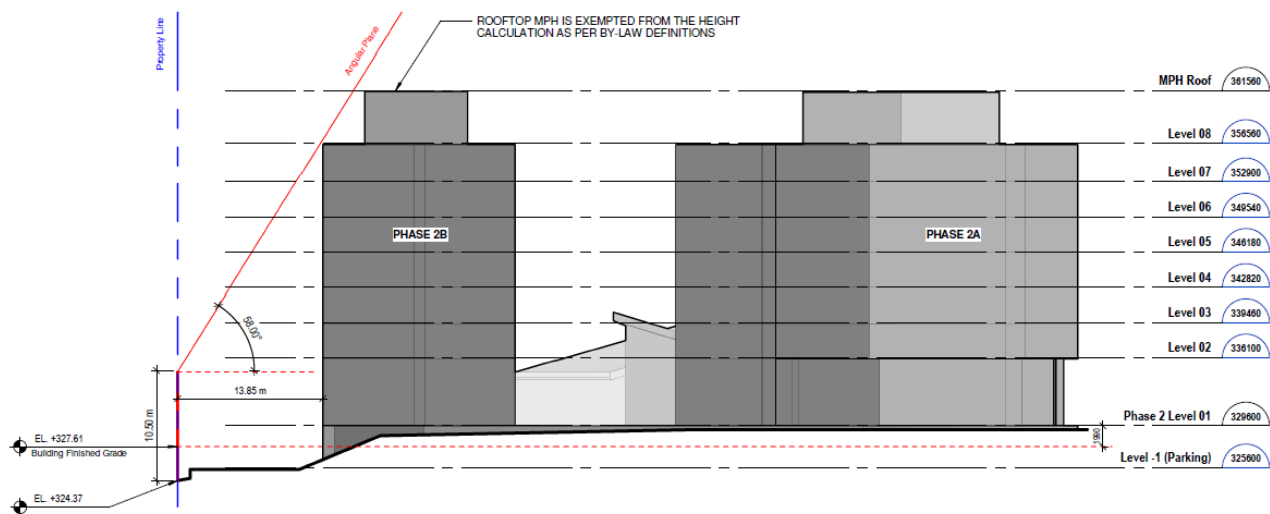 ROOFTOP MPH IS EXEMPTED FROM THE HEIGHT
CALCULATION AS PER BY-LAW DEFINITIONS
Property Line
Angular Plane
MPH Roof 361560
Level 08 356560
Level 07 352900
Level 06 349540
PHASE 2B
PHASE 2A
Level 05 346180
Level 04 342820
Level 03 339460
58.00°
Level 02 336100
13.85 m
10.50 m
Phase 2 Level 01 329600
1990
EL. +327.61
Building Finished Grade
Level -1 (Parking) 325600
EL. +324.37